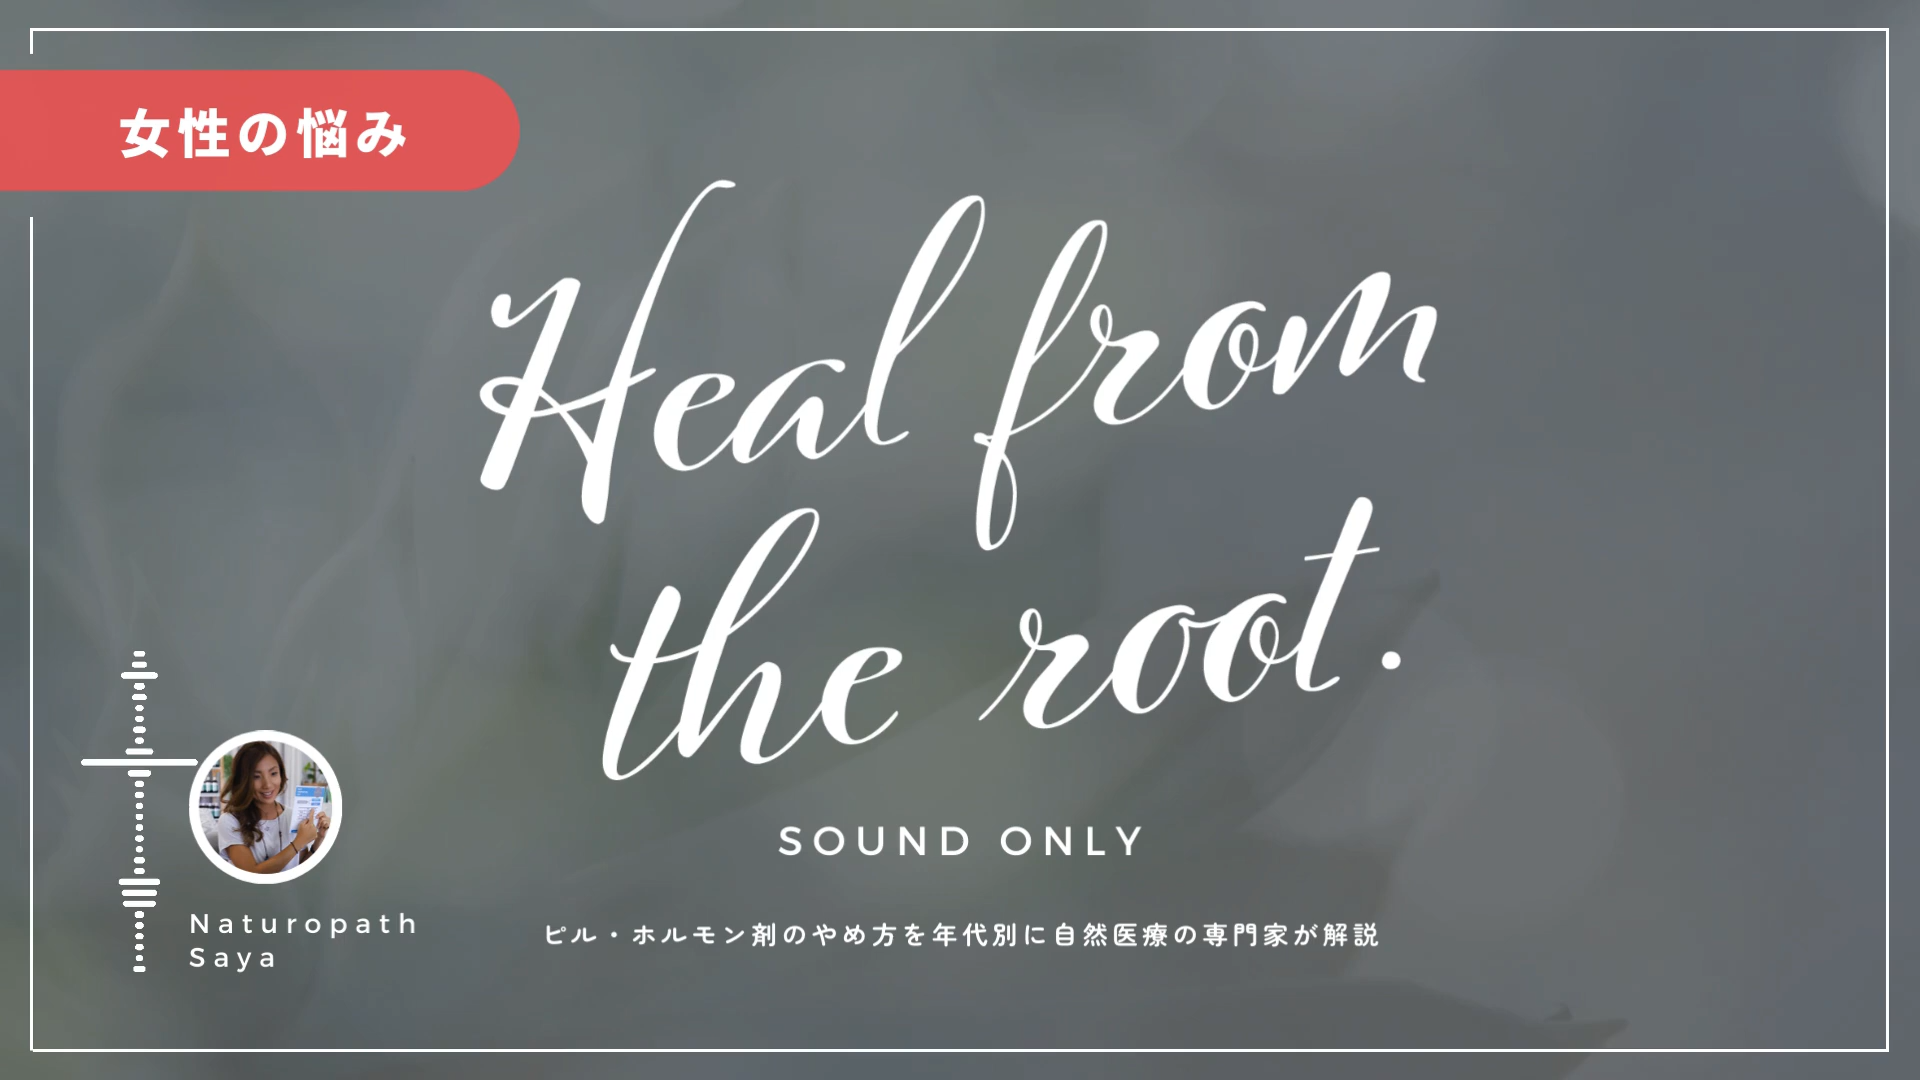 女性の悩み
Heal from
the root.
SOUND ONLY
Naturopath
Saya
ピル・ホルモン剤のやめ方を年代別に自然医療の専門家が解説